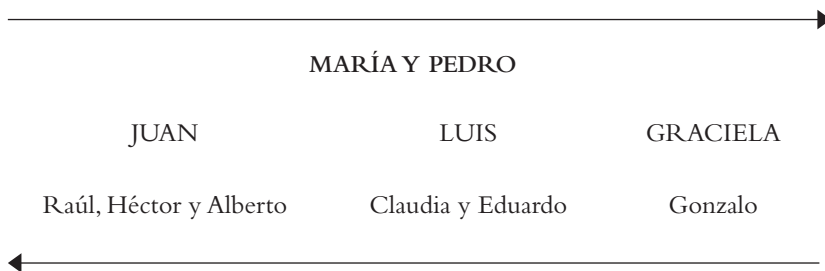 MARÍA Y PEDRO
JUAN LUIS GRACIELA
Raúl, Héctor y Alberto Claudia y Eduardo Gonzalo